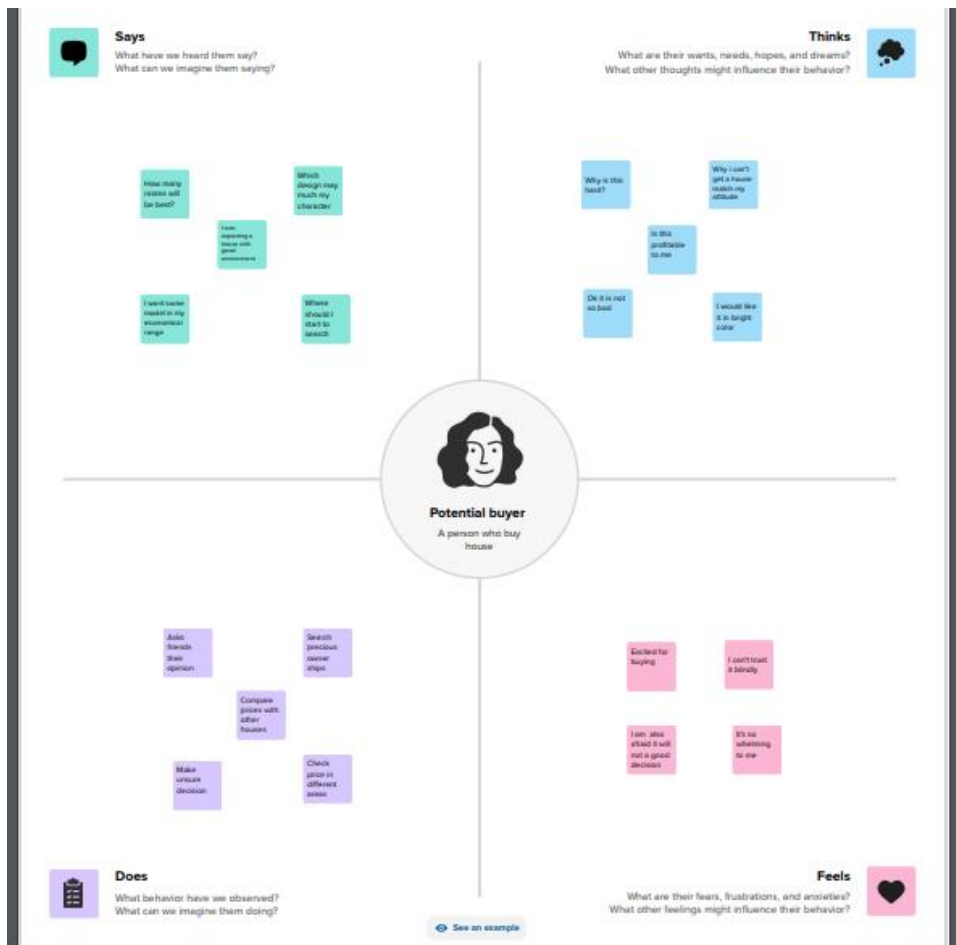 Says
What have we heard them say?
What can we imagine them saying?
Thinks
What are their wants, needs, hopes, and dreams?
What other thoughts might influence their behavior?
How many
rooms will
be best?
Which
design may
much my
character
I was
expecting a
house with
good
environment
I want some
model in my
economical
range
Where
should I
start to
search
Why is this
best?
Why i can't
get a house
match my
attitude
Is this
profitable
to me
Ok it is not
so bad
I would like
it in bright
color
Potential buyer
A person who buy
house
Asks
friends
their
opinion
Search
precious
owner
ships
Compare
prices with
other
houses
Make
unsure
decision
Check
price in
different
areas
Excited for
buying
I can't trust
it blindly
I am also
afraid it will
not a good
decision
It's so
whelming
to me
Does
What behavior have we observed?
What can we imagine them doing?
Feels
What are their fears, frustrations, and anxieties?
What other feelings might influence their behavior?
See an example